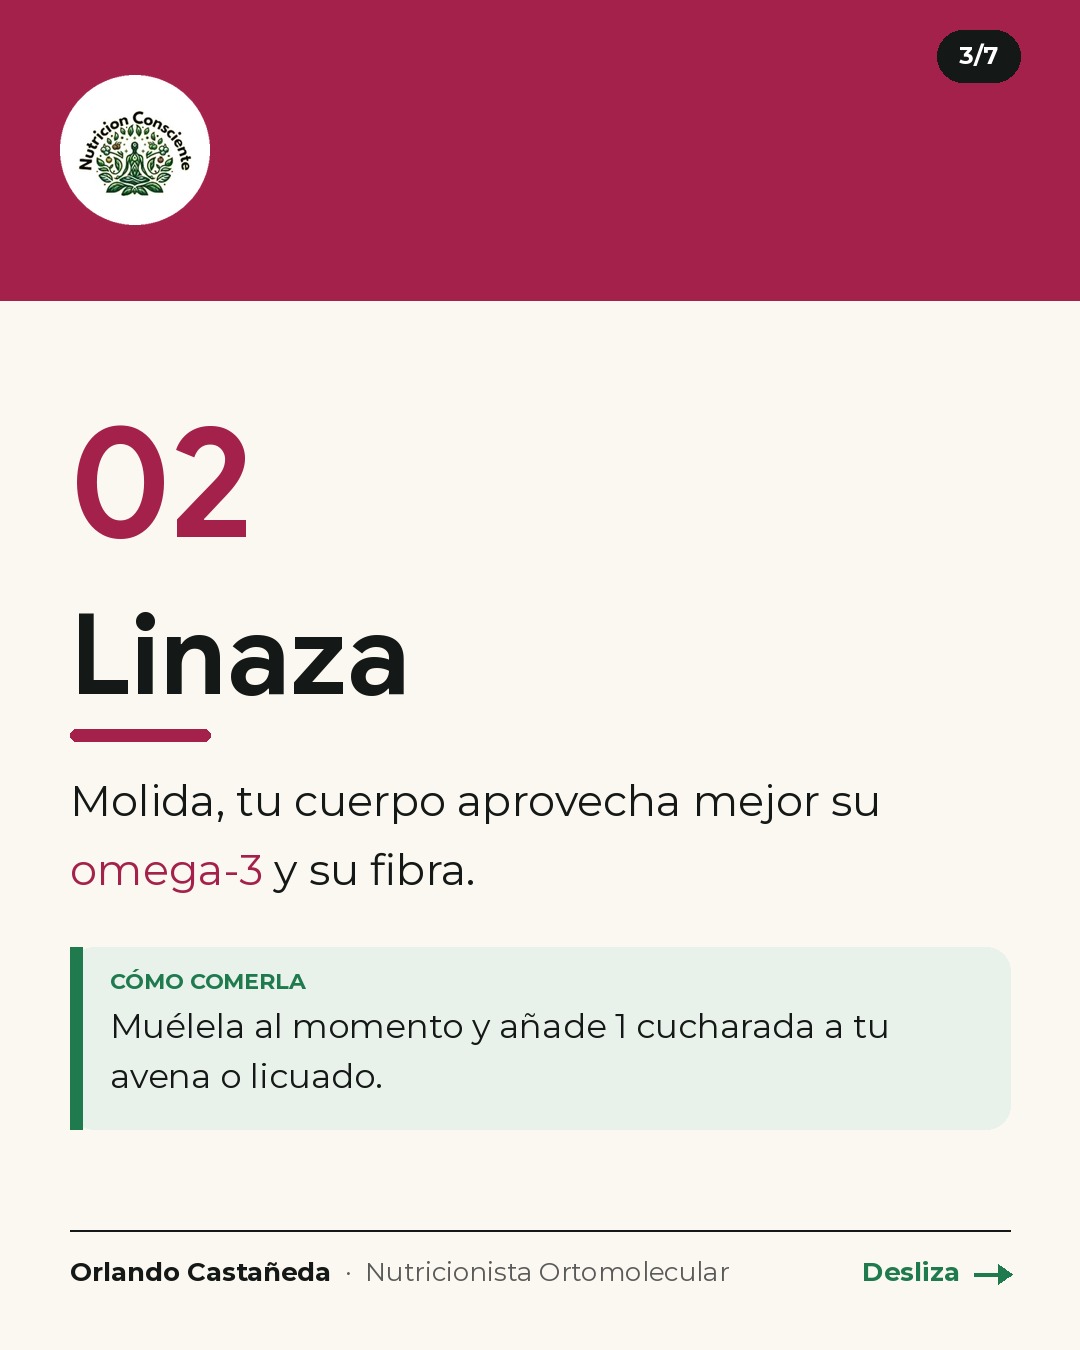 3/7
Nutricion Consciente
02
Linaza
Molida, tu cuerpo aprovecha mejor su
omega-3 y su fibra.
CÓMO COMERLA
Muélela al momento y añade 1 cucharada a tu
avena o licuado.
Orlando Castañeda · Nutricionista Ortomolecular
Desliza